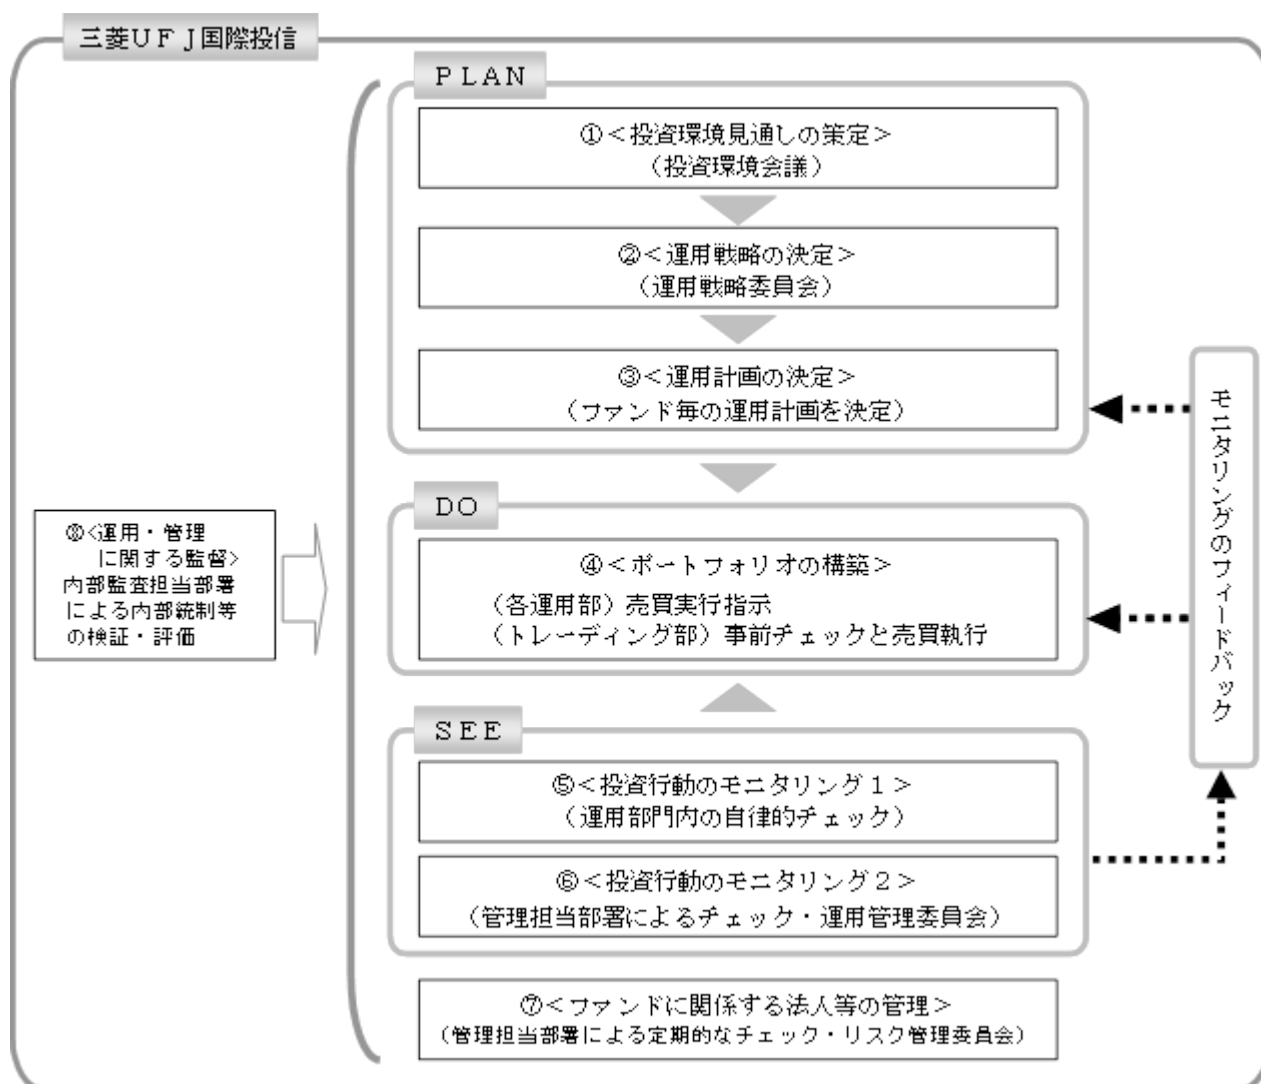 三菱ＵＦＪ国際投信
ＰＬＡＮ
①＜投資環境見通しの策定＞
（投資環境会議）
②＜運用戦略の決定＞
（運用戦略委員会）
③＜運用計画の決定＞
（ファンド毎の運用計画を決定）
ＤＯ
④＜ポートフォリオの構築＞
（各運用部）売買実行指示
（トレーディング部）事前チェックと売買執行
ＳＥＥ
⑤＜投資行動のモニタリング１＞
（運用部門内の自律的チェック）
⑥＜投資行動のモニタリング２＞
（管理担当部署によるチェック・運用管理委員会）
⑦＜ファンドに関係する法人等の管理＞
（管理担当部署による定期的なチェック・リスク管理委員会）
⑧<運用・管理
に関する監督>
内部監査担当部署
による内部統制等
の検証・評価
モニタリングのフィードバック